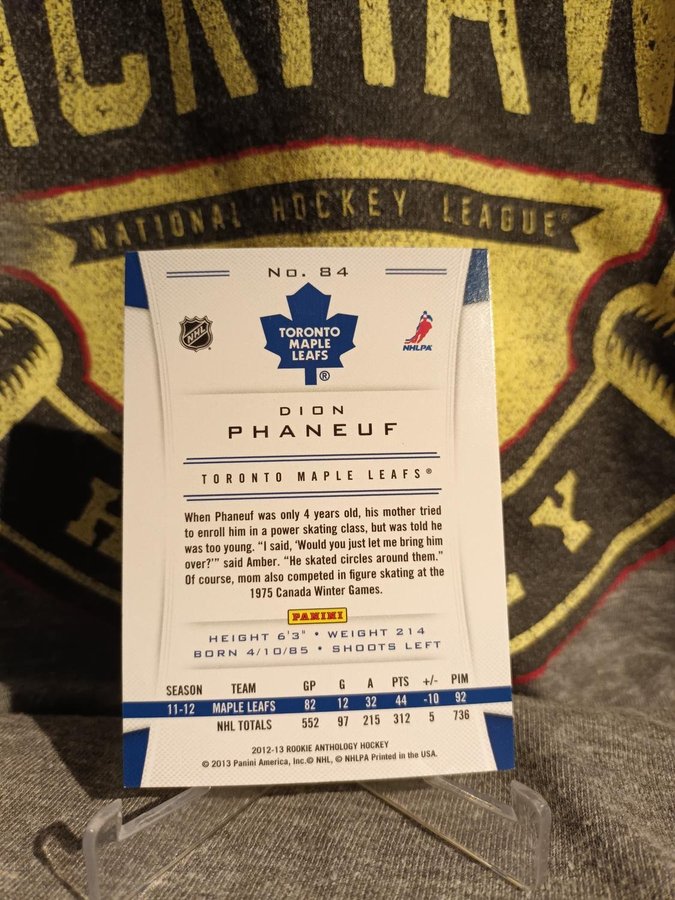 NATIONAL HOCKEY LEAGUE
No. 84
NHL
TORONTO
MAPLE
LEAFS
®
NHLPA
DION
PHANEUF
TORONTO MAPLE LEAFS®
When Phaneuf was only 4 years old, his mother tried
to enroll him in a power skating class, but was told he
was too young. “I said, ‘Would you just let me bring him
over?’” said Amber. “He skated circles around them.”
Of course, mom also competed in figure skating at the
1975 Canada Winter Games.
PANINI
HEIGHT 6'3" • WEIGHT 214
BORN 4/10/85 • SHOOTS LEFT
SEASON TEAM GP G A PTS +/- PIM
11-12 MAPLE LEAFS 82 12 32 44 -10 92
NHL TOTALS 552 97 215 312 5 736
2012-13 ROOKIE ANTHOLOGY HOCKEY
© 2013 Panini America, Inc.© NHL, © NHLPA Printed in the USA.